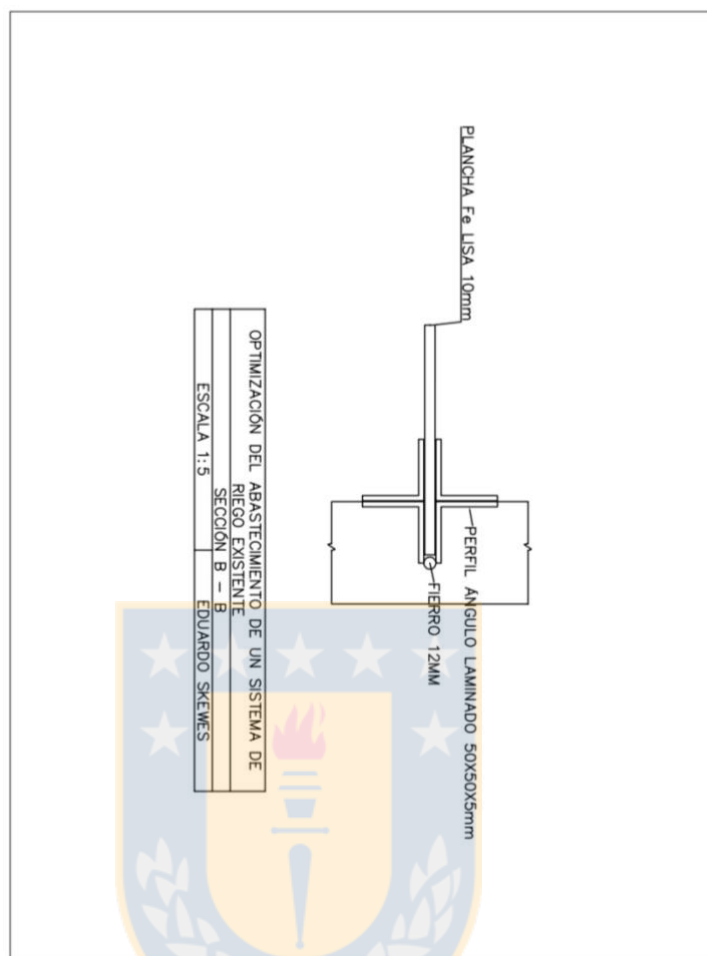 PLANCHA Fe LISA 10mm
PERFIL ÁNGULO LAMINADO 50X50X5mm
FIERRO 12MM
OPTIMIZACIÓN DEL ABASTECIMIENTO DE UN SISTEMA DE
RIEGO EXISTENTE
SECCIÓN B - B
ESCALA 1:5
EDUARDO SKEWES